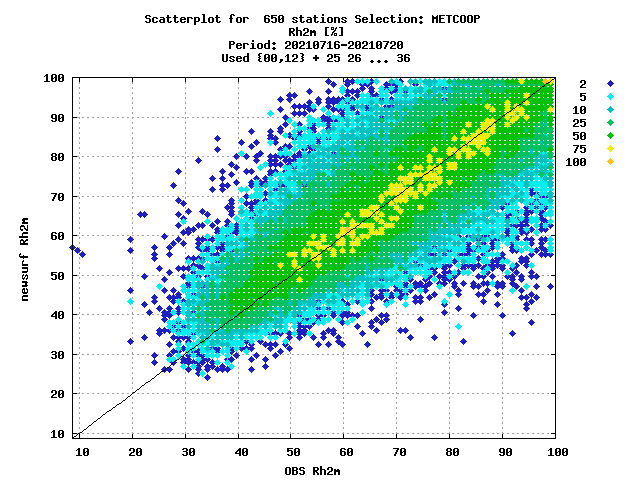 Scatterplot for  650 stations Selection: METCOOP
Rh2m [%]
Period: 20210716-20210720
Used {00,12} + 25 26 ... 36
100
90
80
70
60
50
40
30
20
10
newsurf Rh2m
10 20 30 40 50 60 70 80 90 100
OBS Rh2m
2
5
10
25
50
75
100